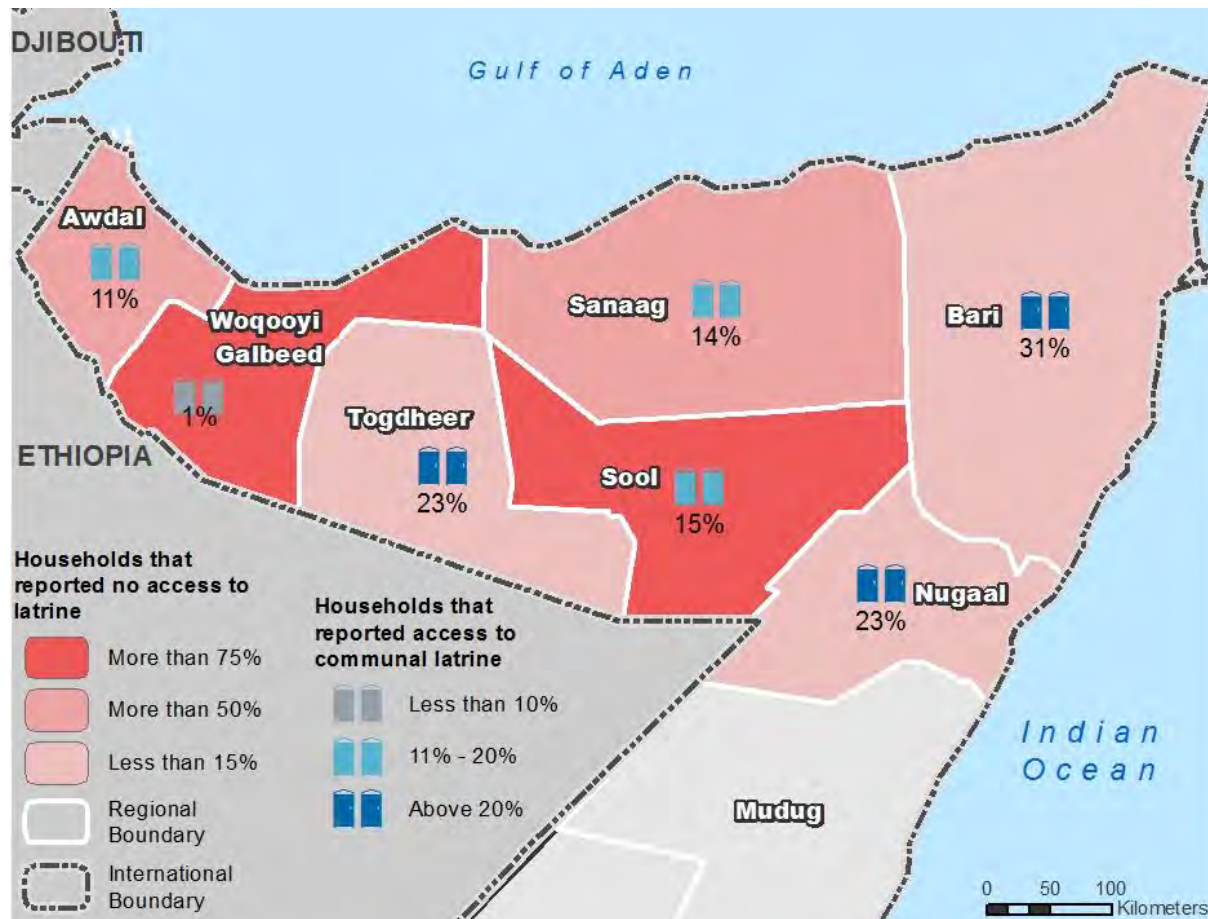 DJIBOUTI
Gulf of Aden
Awdal
11%
Woqooyi
Galbeed
1%
Sanaag
14%
Bari
31%
Togdheer
23%
Sool
15%
ETHIOPIA
Nugaal
23%
Mudug
Indian
Ocean
Households that
reported no access to
latrine
More than 75%
More than 50%
Less than 15%
Regional
Boundary
International
Boundary
Households that
reported access to
communal latrine
Less than 10%
11% - 20%
Above 20%
0 50 100
Kilometers